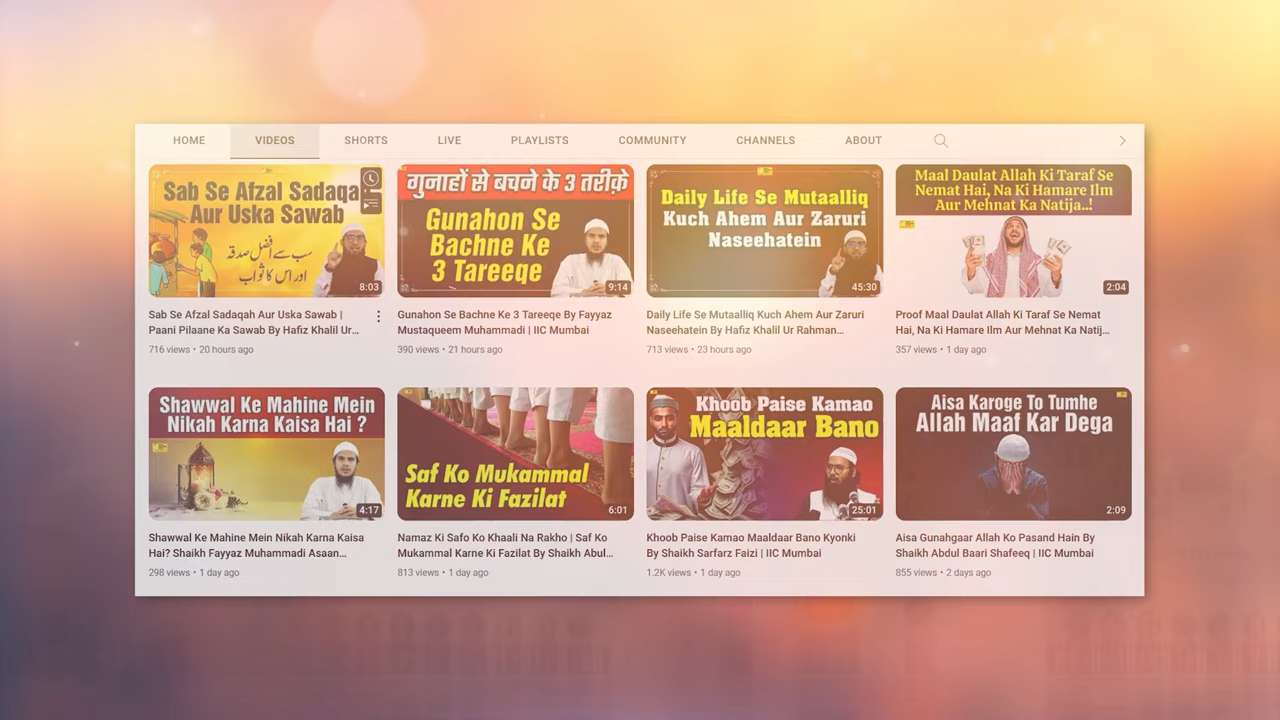 HOME VIDEOS SHORTS LIVE PLAYLISTS COMMUNITY CHANNELS ABOUT
Sab Se Afzal Sadaqa
Aur Uska Sawab
سب سے افضل صدقہ
اور اس کا ثواب
8:03
गुनाहों से बचने के 3 तरीक़े
Gunahon Se
Bachne Ke
3 Tareeqe
9:14
Daily Life Se Mutaalliq
Kuch Ahem Aur Zaruri
Naseehatein
45:30
Maal Daulat Allah Ki Taraf Se
Nemat Hai, Na Ki Hamare Ilm
Aur Mehnat Ka Natija..!
2:04
Sab Se Afzal Sadaqah Aur Uska Sawab |
Paani Pilaane Ka Sawab By Hafiz Khalil Ur...
716 views • 20 hours ago
Gunahon Se Bachne Ke 3 Tareeqe By Fayyaz
Mustaqueem Muhammadi | IIC Mumbai
390 views • 21 hours ago
Daily Life Se Mutaalliq Kuch Ahem Aur Zaruri
Naseehatein By Hafiz Khalil Ur Rahman...
713 views • 23 hours ago
Proof Maal Daulat Allah Ki Taraf Se Nemat
Hai, Na Ki Hamare Ilm Aur Mehnat Ka Natij...
357 views • 1 day ago
Shawwal Ke Mahine Mein
Nikah Karna Kaisa Hai ?
4:17
Saf Ko Mukammal
Karne Ki Fazilat
6:01
Khoob Paise Kamao
Maaldaar Bano
25:01
Aisa Karoge To Tumhe
Allah Maaf Kar Dega
2:09
Shawwal Ke Mahine Mein Nikah Karna Kaisa
Hai? Shaikh Fayyaz Muhammadi Asaan...
298 views • 1 day ago
Namaz Ki Safo Ko Khaali Na Rakho | Saf Ko
Mukammal Karne Ki Fazilat By Shaikh Abul...
813 views • 1 day ago
Khoob Paise Kamao Maaldaar Bano Kyonki
By Shaikh Sarfarz Faizi | IIC Mumbai
1.2K views • 1 day ago
Aisa Gunahgaar Allah Ko Pasand Hain By
Shaikh Abdul Baari Shafeeq | IIC Mumbai
855 views • 2 days ago